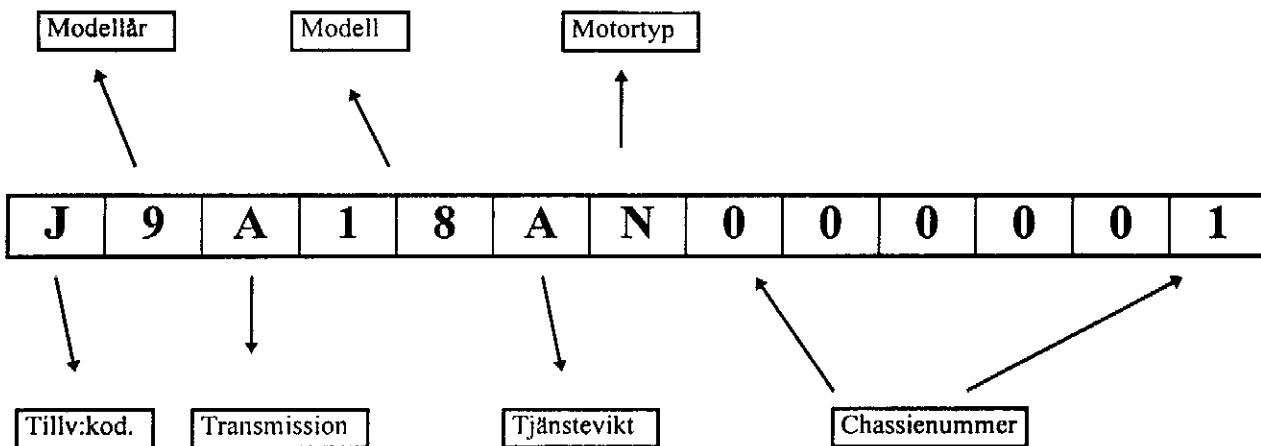 Modellår Modell Motortyp
J 9 A 1 8 A N 0 0 0 0 0 1
Tillv:kod. Transmission Tjänstevikt Chassienummer